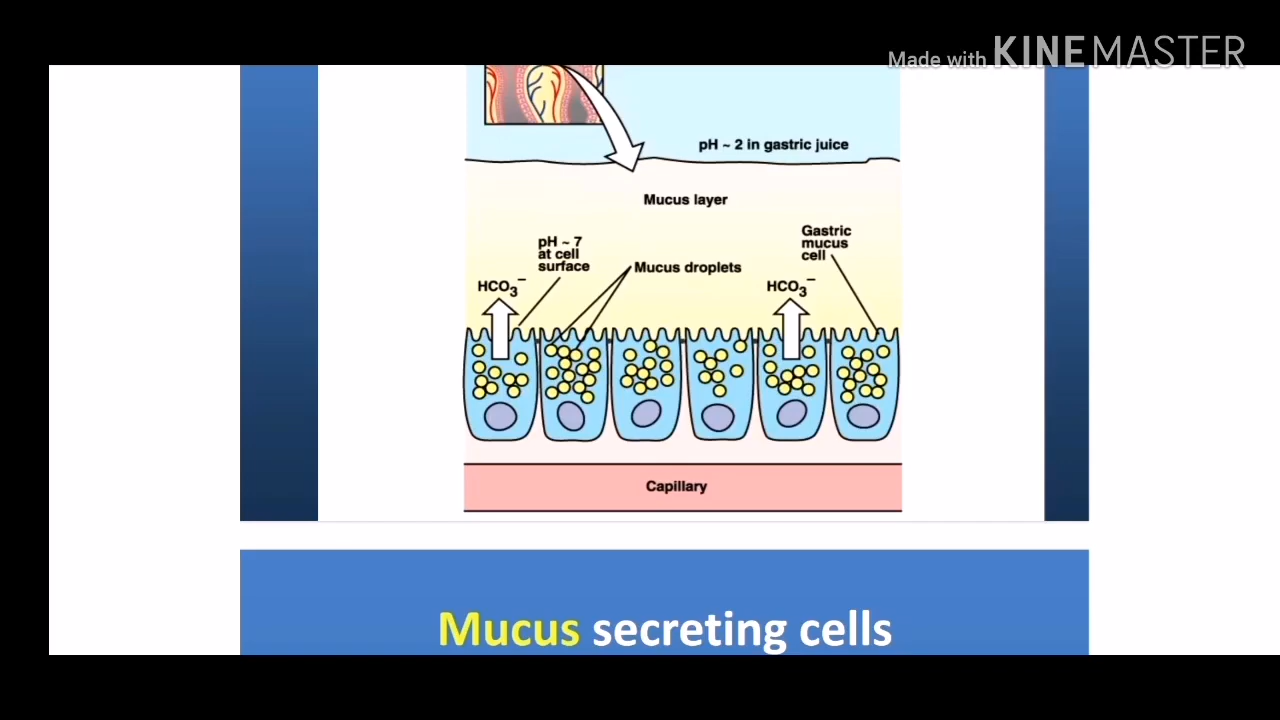 Made with KINEMASTER
pH ~ 2 in gastric juice
Mucus layer
Gastric
mucus
cell
pH ~ 7
at cell
surface
Mucus droplets
HCO3−
HCO3−
Capillary
Mucus secreting cells